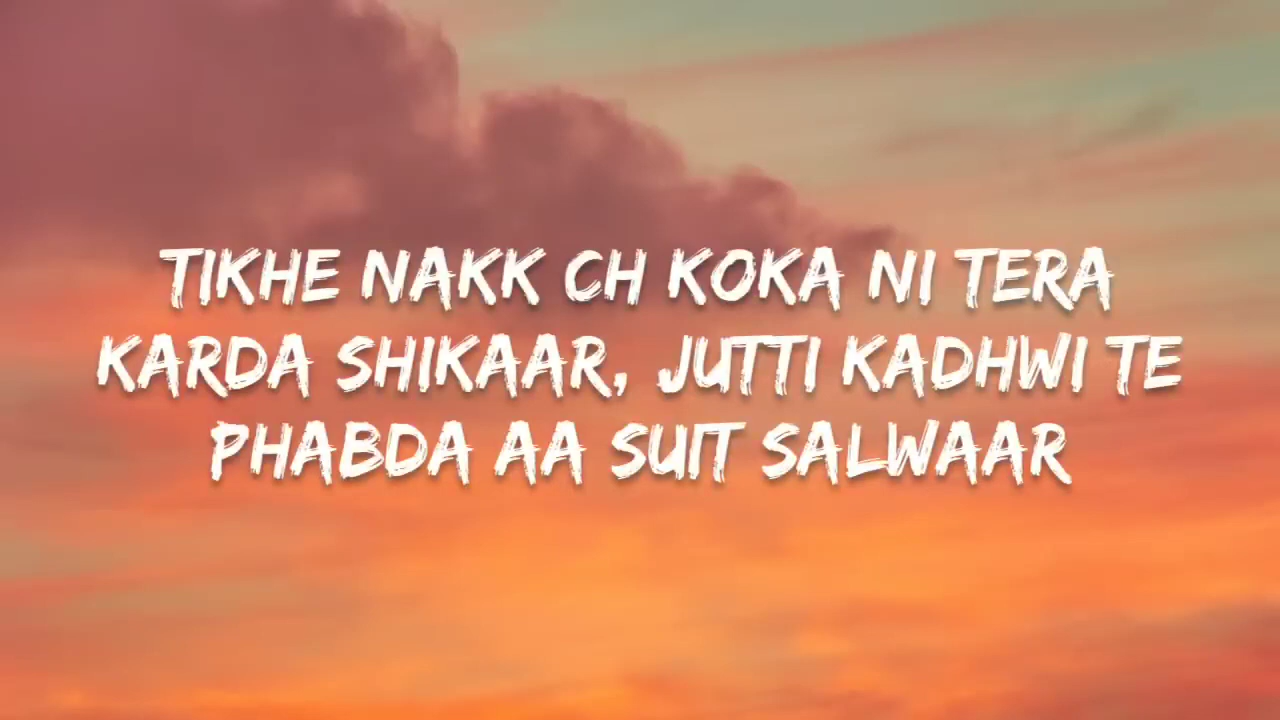 TIKHE NAKK CH KOKA NI TERA
KARDA SHIKAAR, JUTTI KADHWI TE
PHABDA AA SUIT SALWAAR